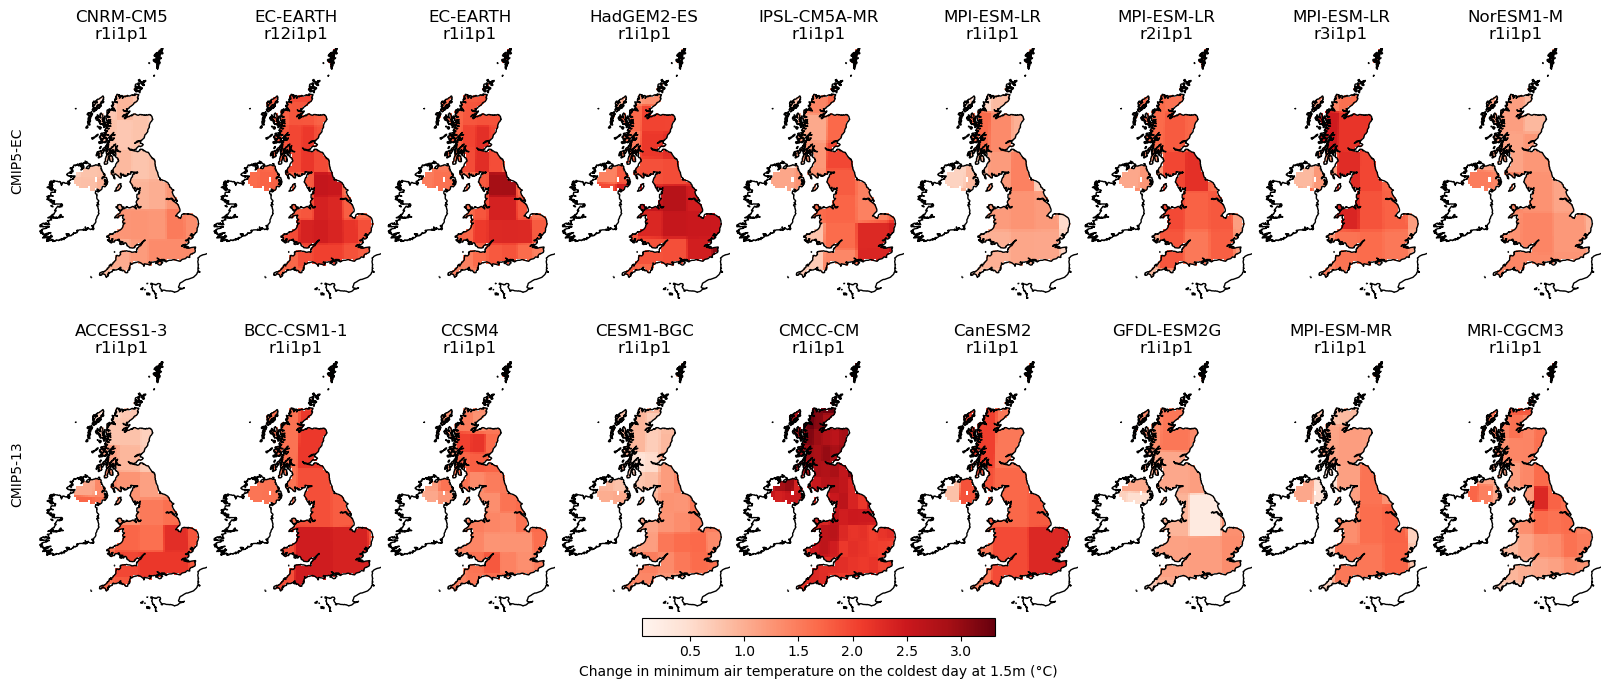 CNRM-CM5 EC-EARTH EC-EARTH HadGEM2-ES IPSL-CM5A-MR MPI-ESM-LR MPI-ESM-LR MPI-ESM-LR NorESM1-M
r1i1p1 r12i1p1 r1i1p1 r1i1p1 r1i1p1 r1i1p1 r2i1p1 r3i1p1 r1i1p1
CMIP5-EC
ACCESS1-3 BCC-CSM1-1 CCSM4 CESM1-BGC CMCC-CM CanESM2 GFDL-ESM2G MPI-ESM-MR MRI-CGCM3
r1i1p1 r1i1p1 r1i1p1 r1i1p1 r1i1p1 r1i1p1 r1i1p1 r1i1p1 r1i1p1
CMIP5-13
0.5 1.0 1.5 2.0 2.5 3.0
Change in minimum air temperature on the coldest day at 1.5m (°C)